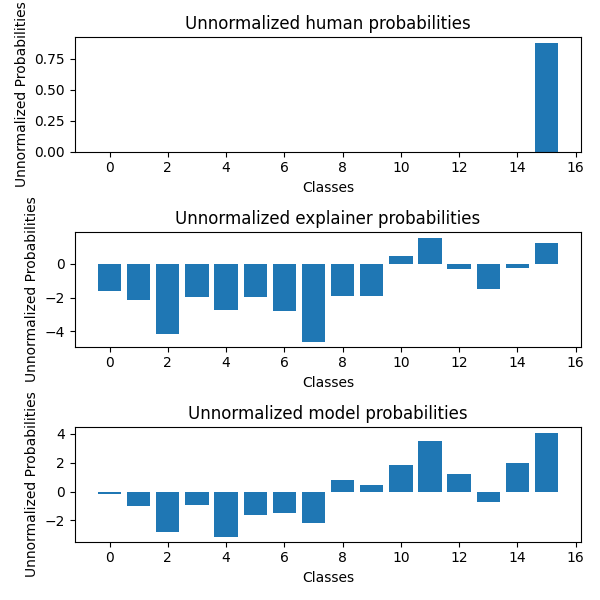 Unnormalized human probabilities
Unnormalized Probabilities
0.75
0.50
0.25
0.00
0 2 4 6 8 10 12 14 16
Classes
Unnormalized explainer probabilities
Unnormalized Probabilities
0
−2
−4
0 2 4 6 8 10 12 14 16
Classes
Unnormalized model probabilities
Unnormalized Probabilities
4
2
0
−2
0 2 4 6 8 10 12 14 16
Classes